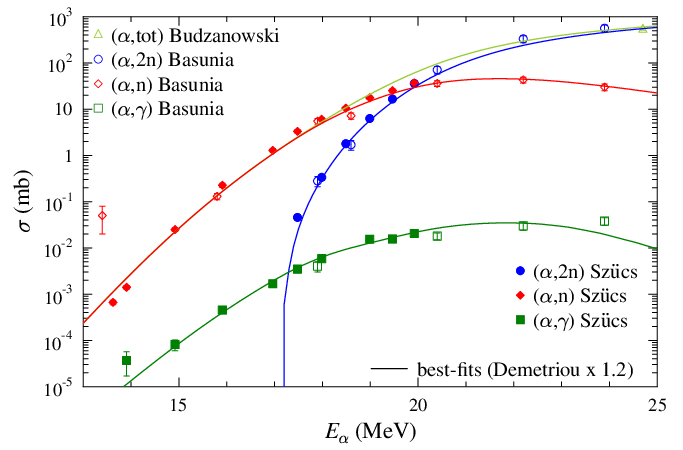 10³
(α,tot) Budzanowski
(α,2n) Basunia
(α,n) Basunia
(α,γ) Basunia
10²
10
1
10⁻¹
10⁻²
10⁻³
10⁻⁴
10⁻⁵
σ (mb)
(α,2n) Szücs
(α,n) Szücs
(α,γ) Szücs
best-fits (Demetriou x 1.2)
15 20 25
Eα (MeV)